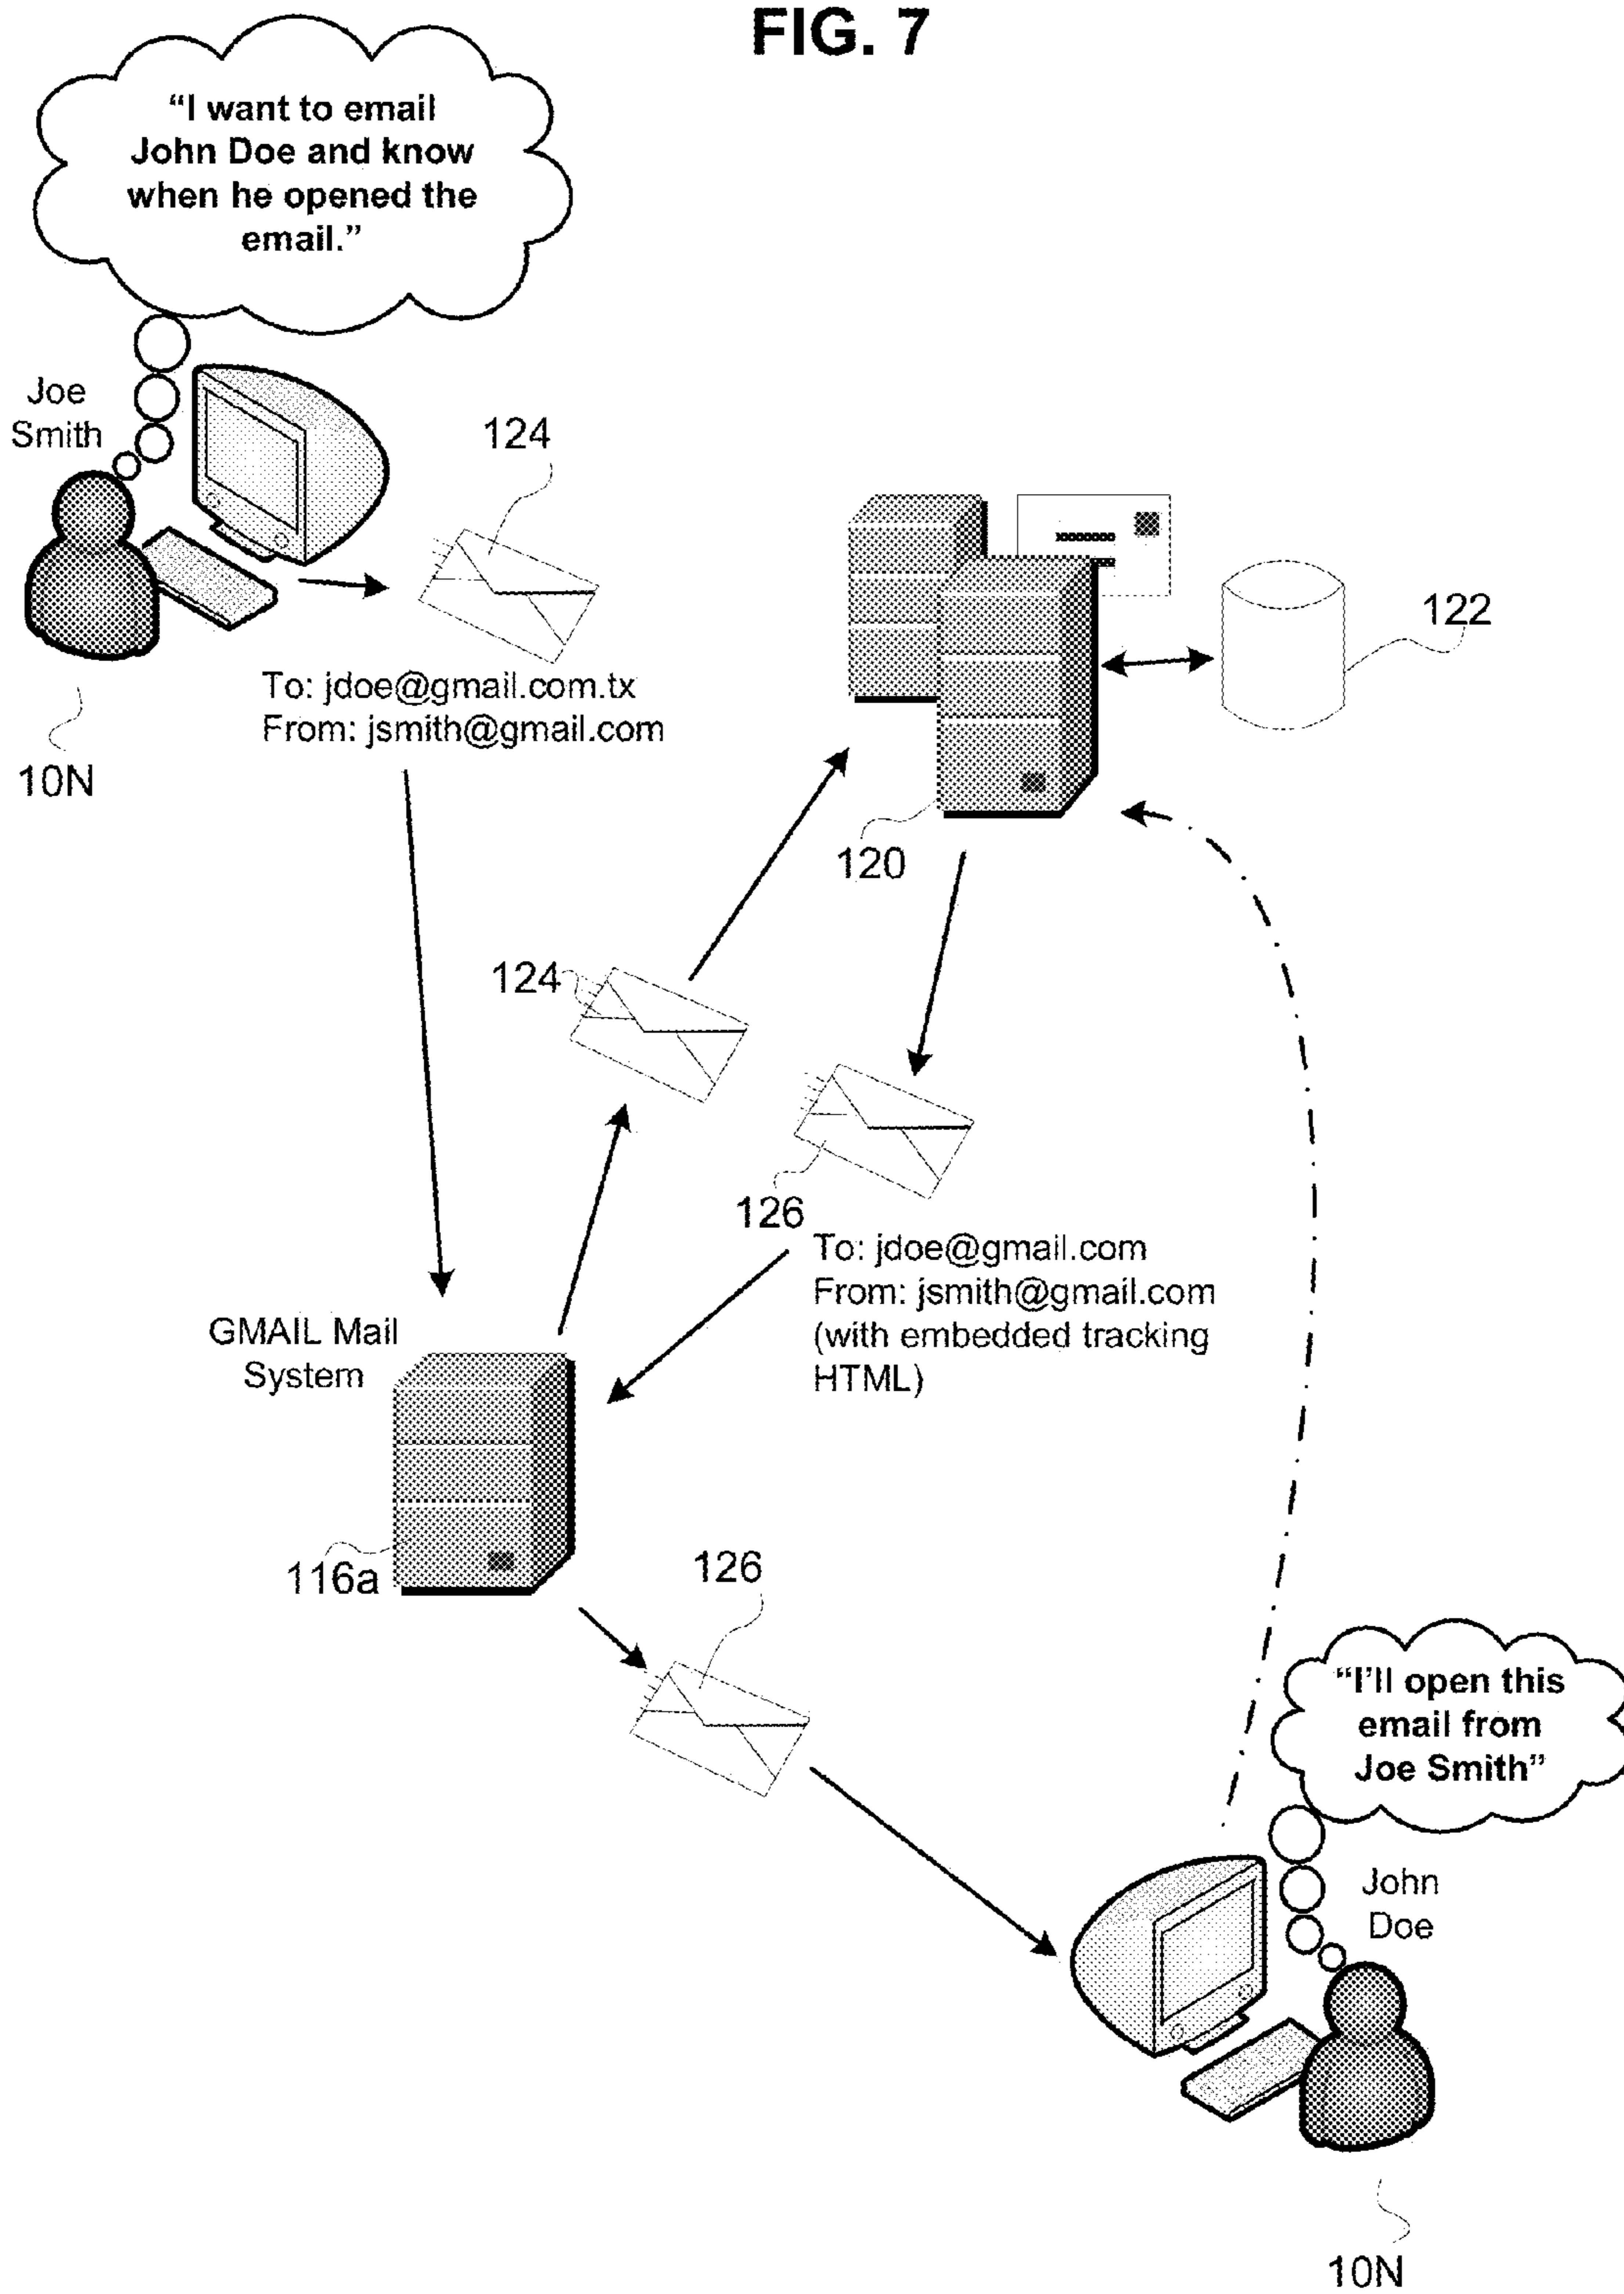 FIG. 7
“I want to email
John Doe and know
when he opened the
email.”
Joe
Smith
124
To: jdoe@gmail.com.tx
From: jsmith@gmail.com
10N
122
120
124
126
To: jdoe@gmail.com
From: jsmith@gmail.com
(with embedded tracking
HTML)
GMAIL Mail
System
116a
126
“I’ll open this
email from
Joe Smith”
John
Doe
10N